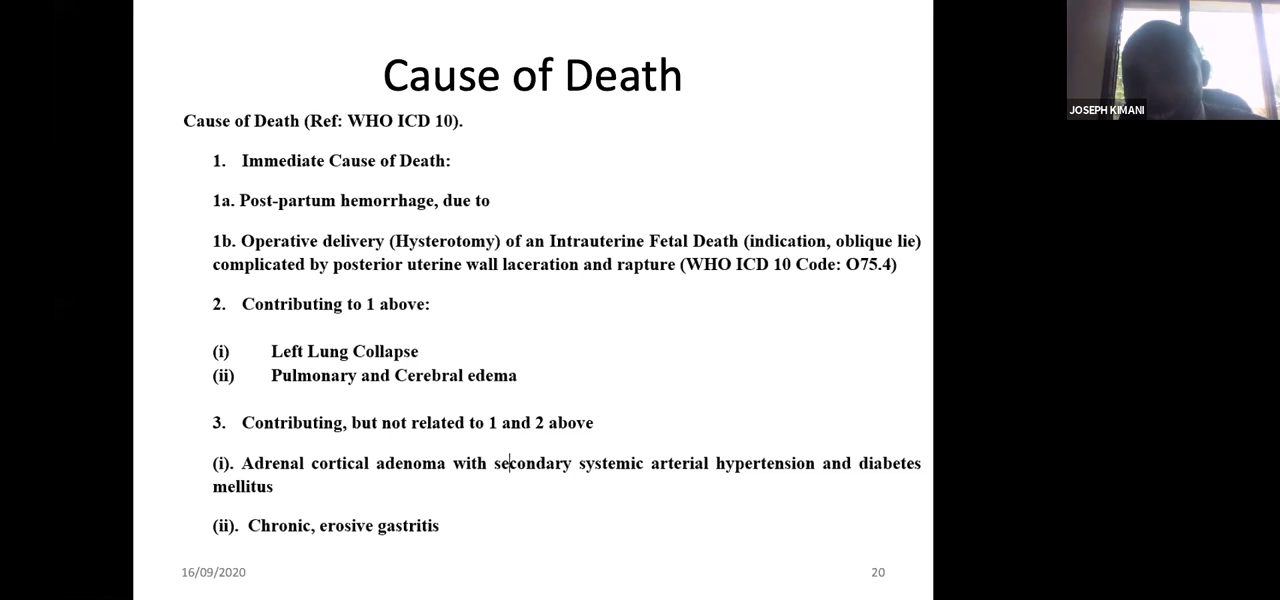 Cause of Death
JOSEPH KIMANI
Cause of Death (Ref: WHO ICD 10).
1. Immediate Cause of Death:
1a. Post-partum hemorrhage, due to
1b. Operative delivery (Hysterotomy) of an Intrauterine Fetal Death (indication, oblique lie)
complicated by posterior uterine wall laceration and rapture (WHO ICD 10 Code: O75.4)
2. Contributing to 1 above:
(i) Left Lung Collapse
(ii) Pulmonary and Cerebral edema
3. Contributing, but not related to 1 and 2 above
(i). Adrenal cortical adenoma with secondary systemic arterial hypertension and diabetes
mellitus
(ii). Chronic, erosive gastritis
16/09/2020
20